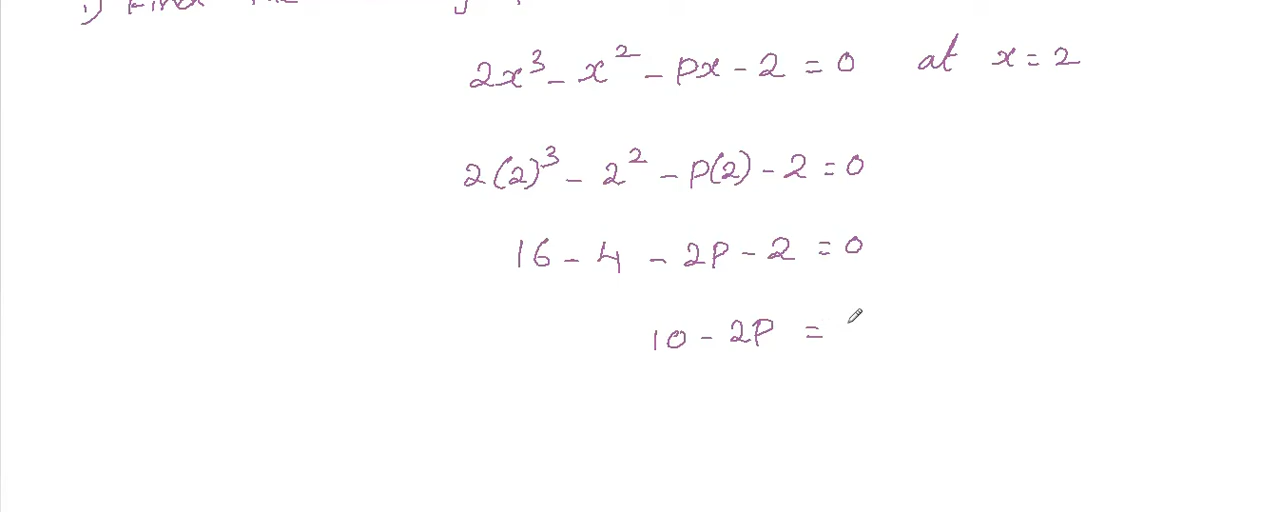 2x³ - x² - px - 2 = 0 at x = 2
2(2)³ - 2² - P(2) - 2 = 0
16 - 4 - 2P - 2 = 0
10 - 2P =